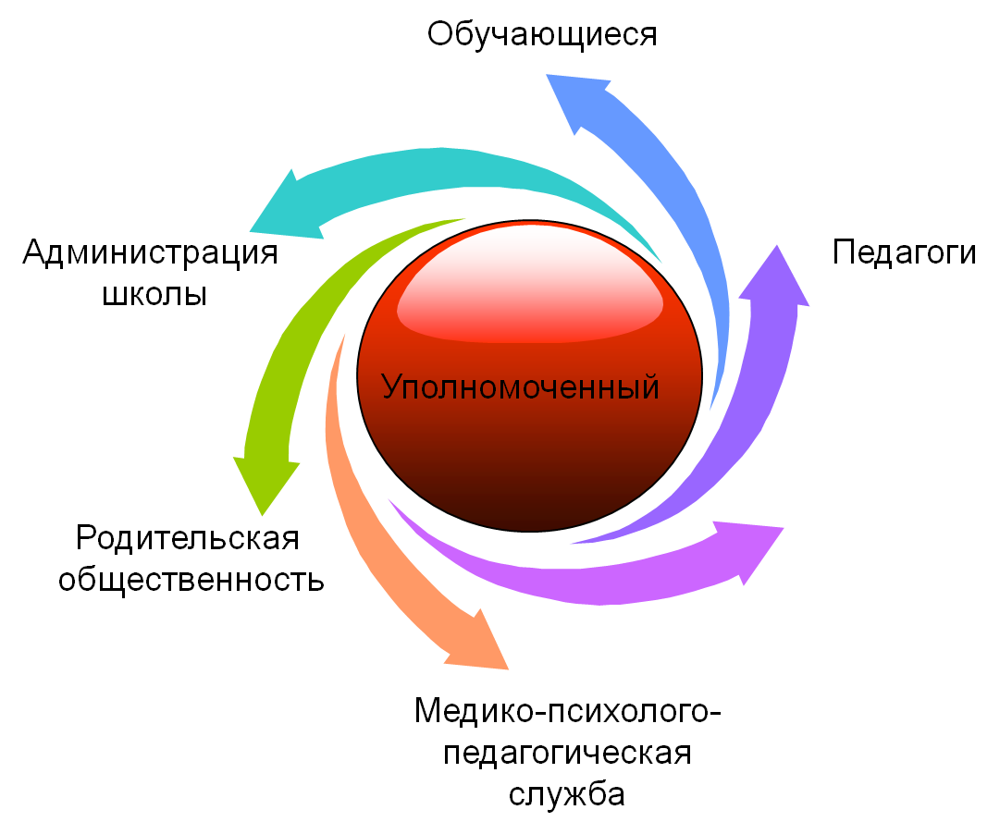 Обучающиеся
Администрация
школы
Педагоги
Уполномоченный
Родительская
общественность
Медико-психолого-
педагогическая
служба